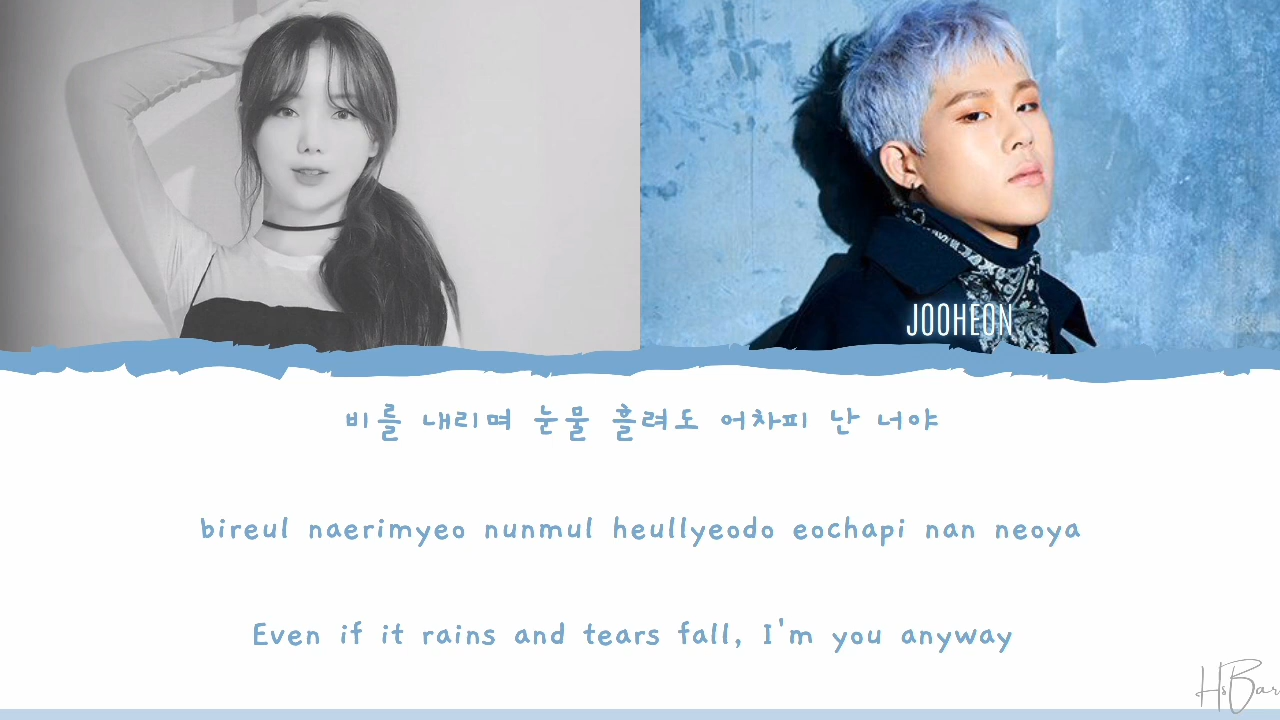 JOOHEON
비를 내리며 눈물 흘려도 어차피 난 너야
bireul naerimyeo nunmul heullyeodo eochapi nan neoya
Even if it rains and tears fall, I'm you anyway
HsBar